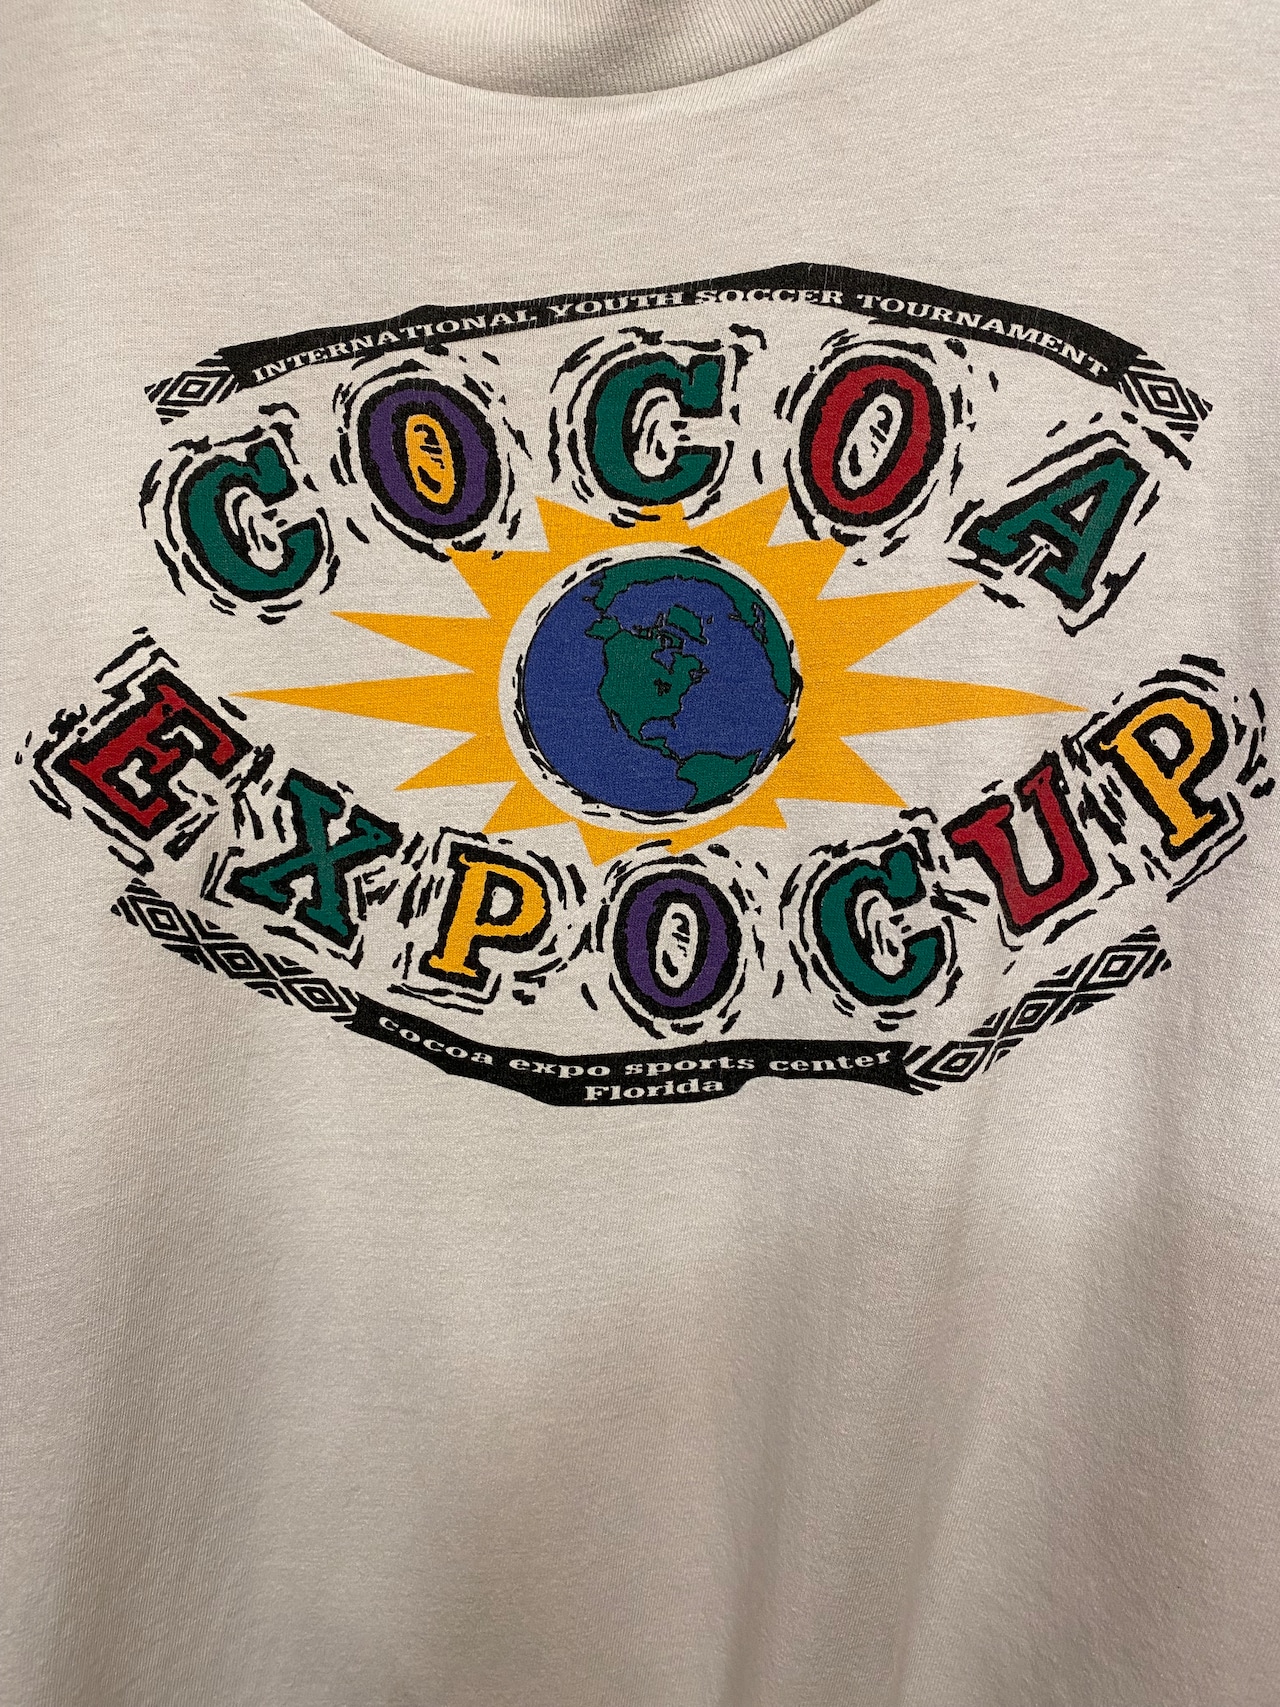 INTERNATIONAL YOUTH SOCCER TOURNAMENT
COCOA
EXPO CUP
cocoa expo sports center
Florida